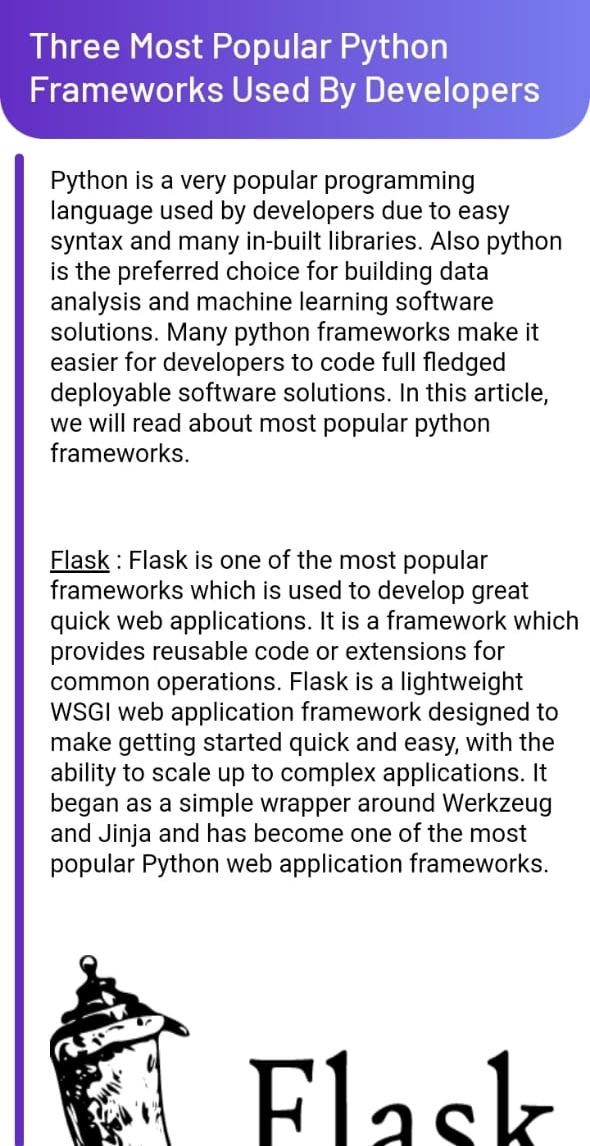 Three Most Popular Python
Frameworks Used By Developers
Python is a very popular programming
language used by developers due to easy
syntax and many in-built libraries. Also python
is the preferred choice for building data
analysis and machine learning software
solutions. Many python frameworks make it
easier for developers to code full fledged
deployable software solutions. In this article,
we will read about most popular python
frameworks.
Flask : Flask is one of the most popular
frameworks which is used to develop great
quick web applications. It is a framework which
provides reusable code or extensions for
common operations. Flask is a lightweight
WSGI web application framework designed to
make getting started quick and easy, with the
ability to scale up to complex applications. It
began as a simple wrapper around Werkzeug
and Jinja and has become one of the most
popular Python web application frameworks.
Flask